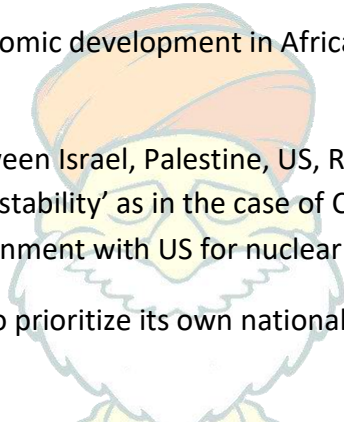 omic development in Africa
ween Israel, Palestine, US, R
stability’ as in the case of C
nment with US for nuclear
o prioritize its own national